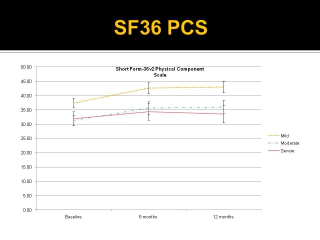 SF36 PCS
Short Form-36v2 Physical Component
Scale
50.00
45.00
40.00
35.00
30.00
25.00
20.00
15.00
10.00
5.00
0.00
Baseline
6 months
12 months
Mild
Moderate
Severe